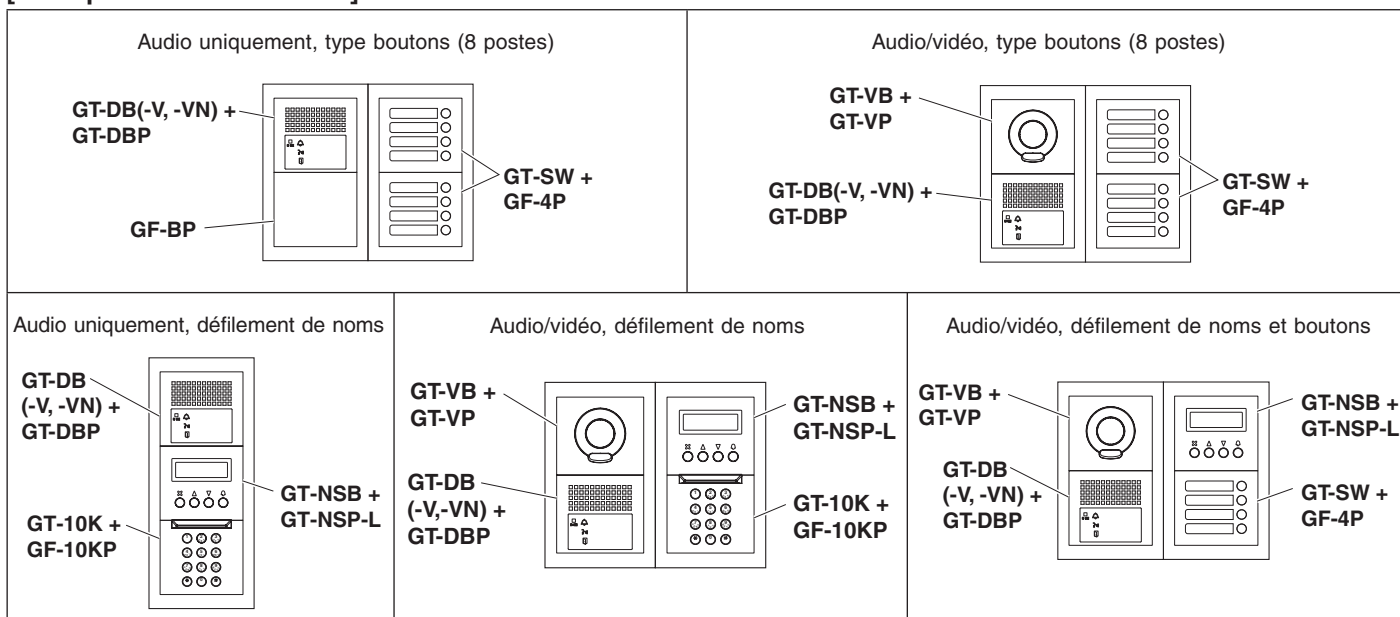 Audio uniquement, type boutons (8 postes)
GT-DB(-V, -VN) +
GT-DBP
GF-BP
GT-SW +
GF-4P
Audio/vidéo, type boutons (8 postes)
GT-VB +
GT-VP
GT-DB(-V, -VN) +
GT-DBP
GT-SW +
GF-4P
Audio uniquement, défilement de noms
GT-DB
(-V, -VN) +
GT-DBP
GT-NSB +
GT-NSP-L
GT-10K +
GF-10KP
Audio/vidéo, défilement de noms
GT-VB +
GT-VP
GT-DB
(-V,-VN) +
GT-DBP
GT-NSB +
GT-NSP-L
GT-10K +
GF-10KP
Audio/vidéo, défilement de noms et boutons
GT-VB +
GT-VP
GT-DB
(-V, -VN) +
GT-DBP
GT-NSB +
GT-NSP-L
GT-SW +
GF-4P